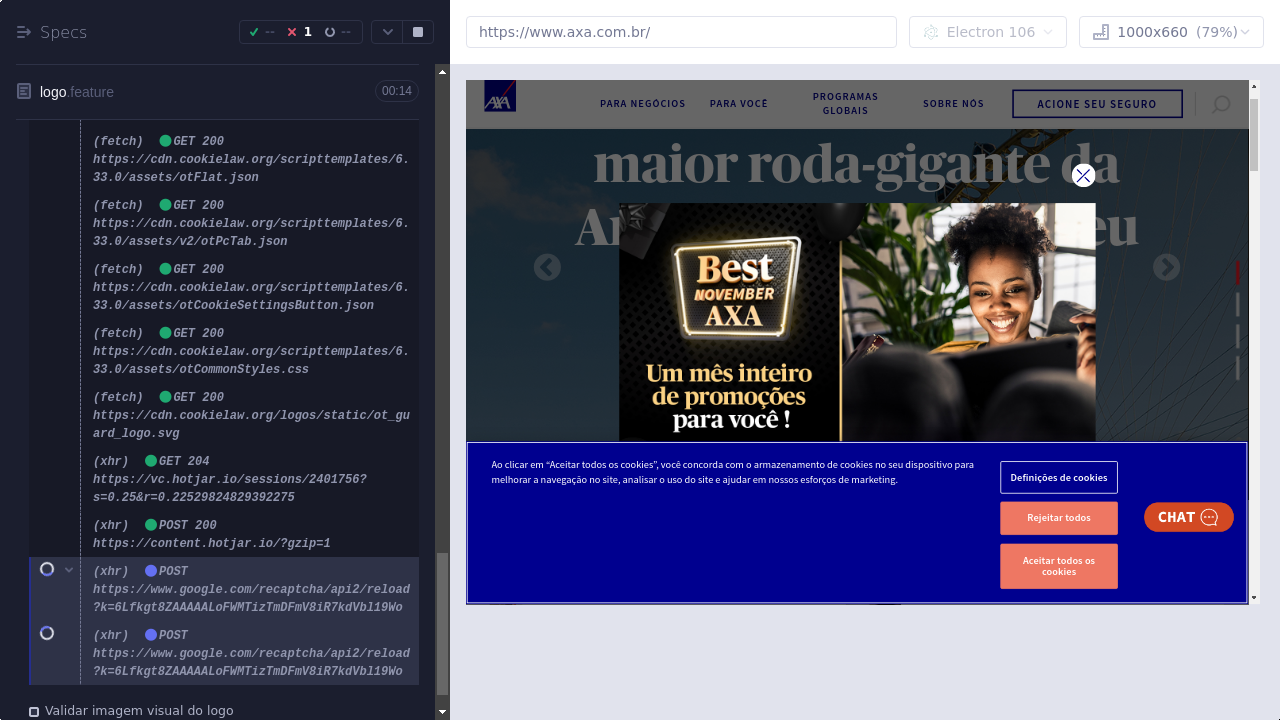 Specs
-- 1 --
logo.feature
00:14
(fetch) GET 200
https://cdn.cookielaw.org/scripttemplates/6.
33.0/assets/otFlat.json
(fetch) GET 200
https://cdn.cookielaw.org/scripttemplates/6.
33.0/assets/v2/otPcTab.json
(fetch) GET 200
https://cdn.cookielaw.org/scripttemplates/6.
33.0/assets/otCookieSettingsButton.json
(fetch) GET 200
https://cdn.cookielaw.org/scripttemplates/6.
33.0/assets/otCommonStyles.css
(fetch) GET 200
https://cdn.cookielaw.org/logos/static/ot_gu
ard_logo.svg
(xhr) GET 204
https://vc.hotjar.io/sessions/2401756?
s=0.25&r=0.22529824829392275
(xhr) POST 200
https://content.hotjar.io/?gzip=1
(xhr) POST
https://www.google.com/recaptcha/api2/reload
?k=6Lfkgt8ZAAAAALoFWMTizTmDFmV8iR7kdVbl19Wo
(xhr) POST
https://www.google.com/recaptcha/api2/reload
?k=6Lfkgt8ZAAAAALoFWMTizTmDFmV8iR7kdVbl19Wo
Validar imagem visual do logo
https://www.axa.com.br/
Electron 106
1000x660 (79%)
AXA
PARA NEGÓCIOS
PARA VOCÊ
PROGRAMAS
GLOBAIS
SOBRE NÓS
ACIONE SEU SEGURO
maior roda-gigante da
Best
NOVEMBER
AXA
Um mês inteiro
de promoções
para você !
Ao clicar em “Aceitar todos os cookies”, você concorda com o armazenamento de cookies no seu dispositivo para
melhorar a navegação no site, analisar o uso do site e ajudar em nossos esforços de marketing.
Definições de cookies
Rejeitar todos
Aceitar todos os
cookies
CHAT